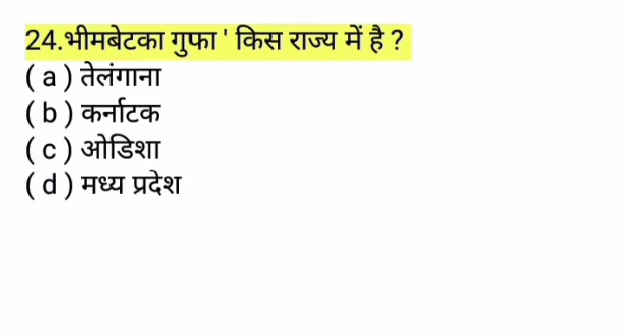 24.भीमबेटका गुफा ' किस राज्य में है ?
( a ) तेलंगाना
( b ) कर्नाटक
( c ) ओडिशा
( d ) मध्य प्रदेश